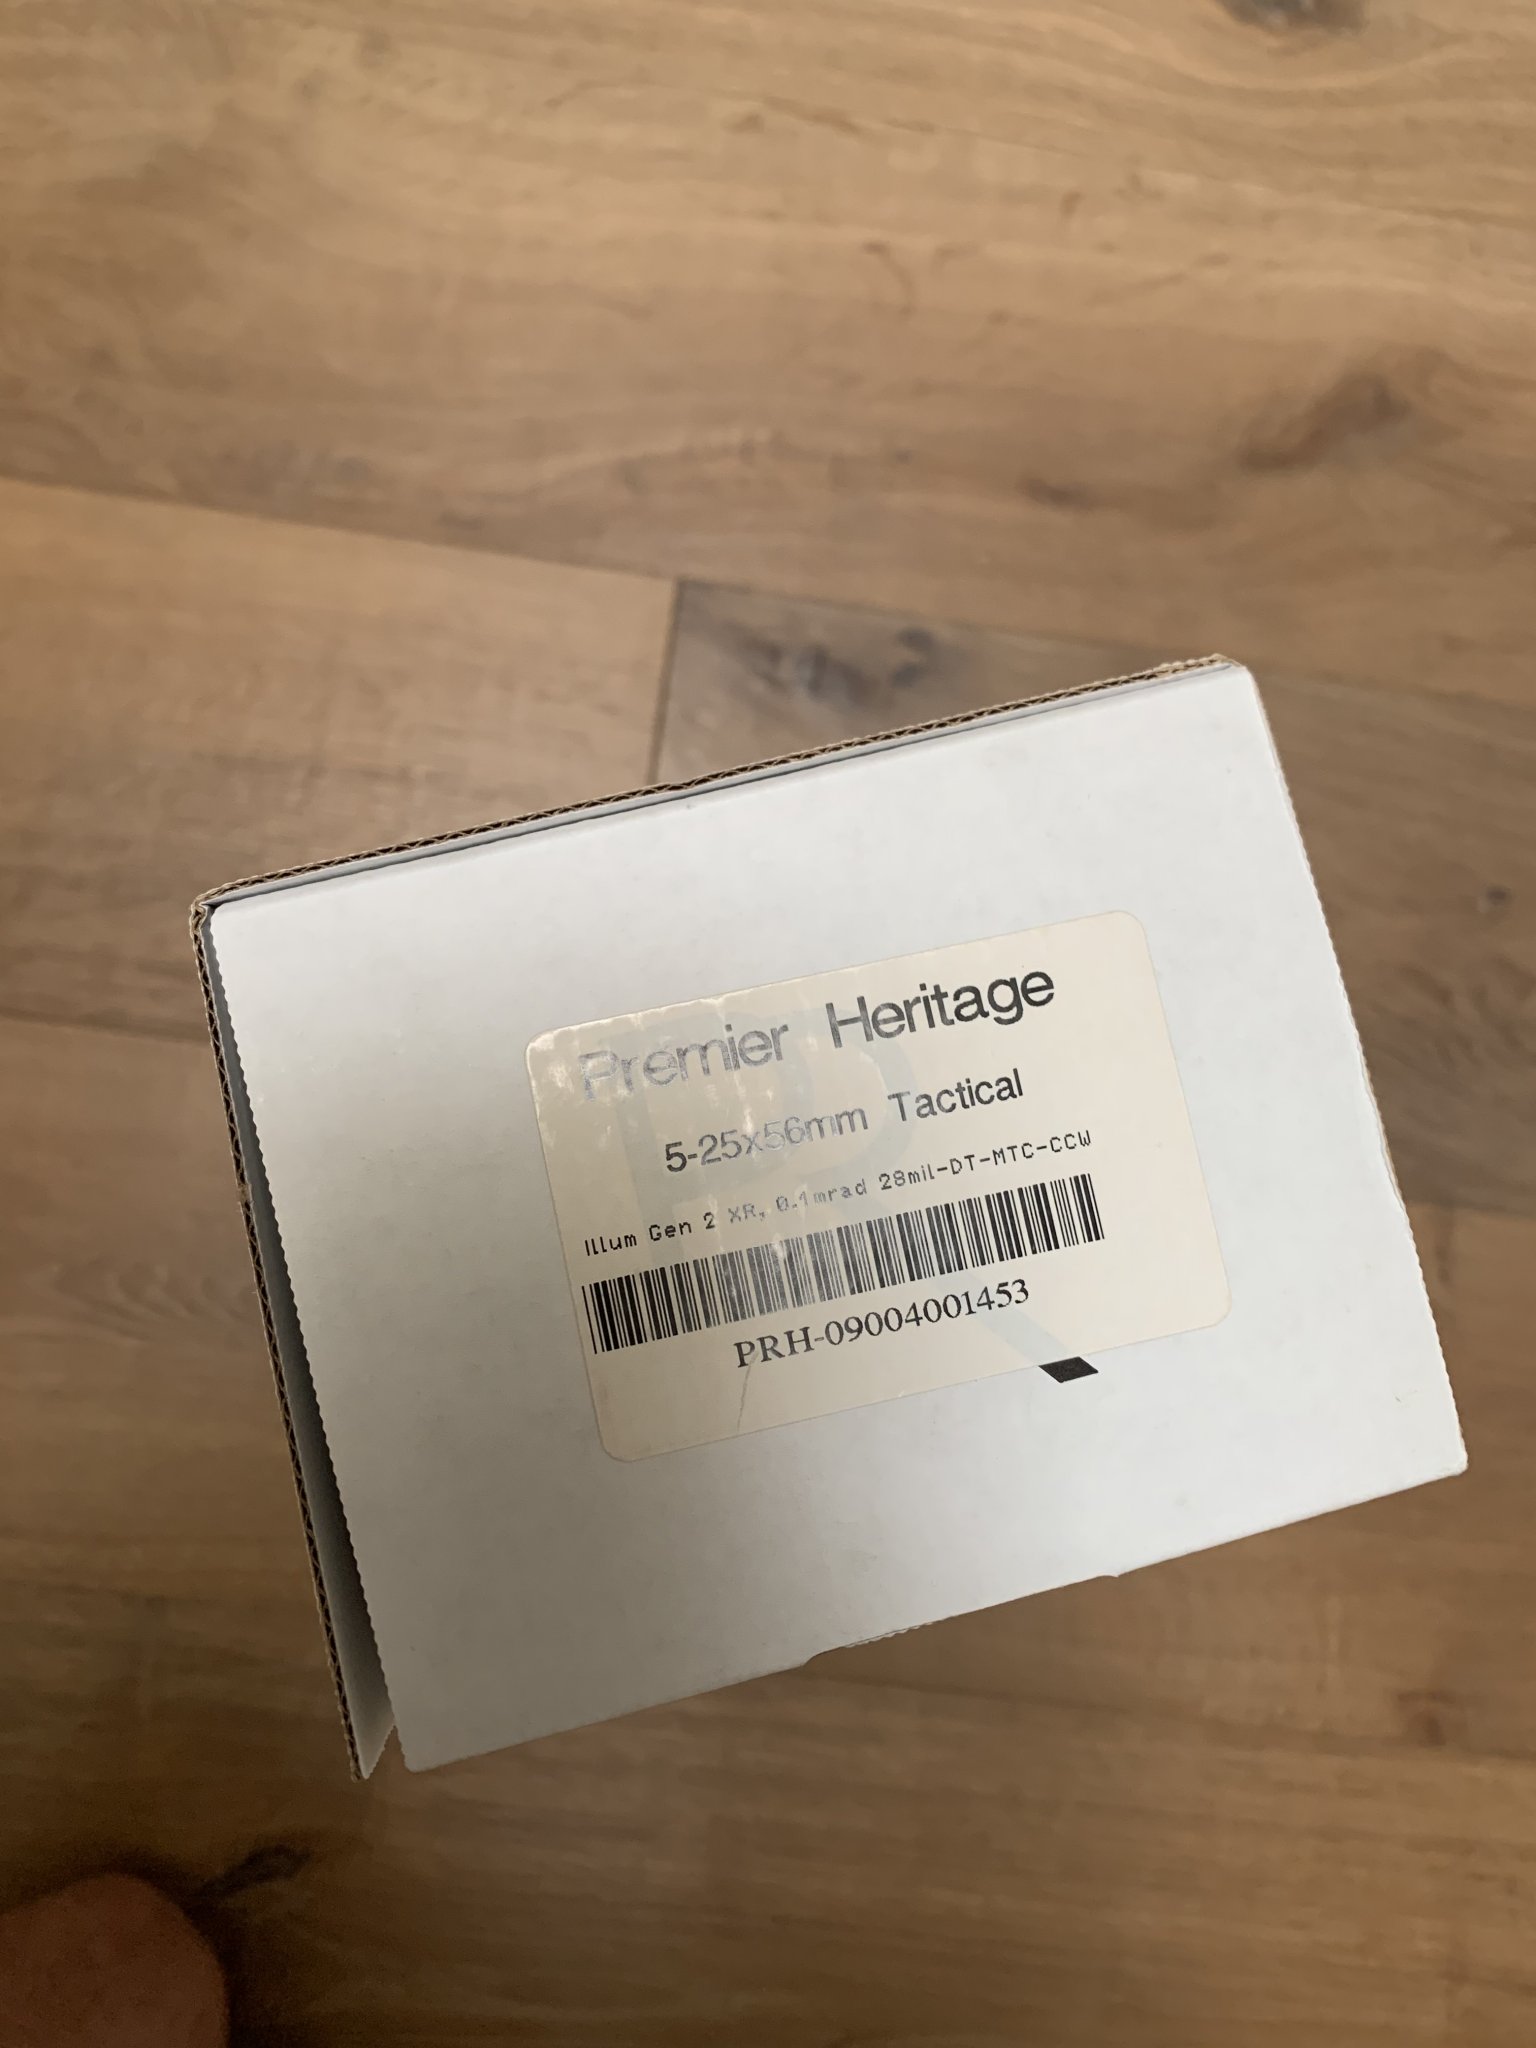 Premier Heritage
5-25x56mm Tactical
Illum Gen 2 XR, 0.1mrad 28mil-DT-MTC-CCW
PRH-09004001453